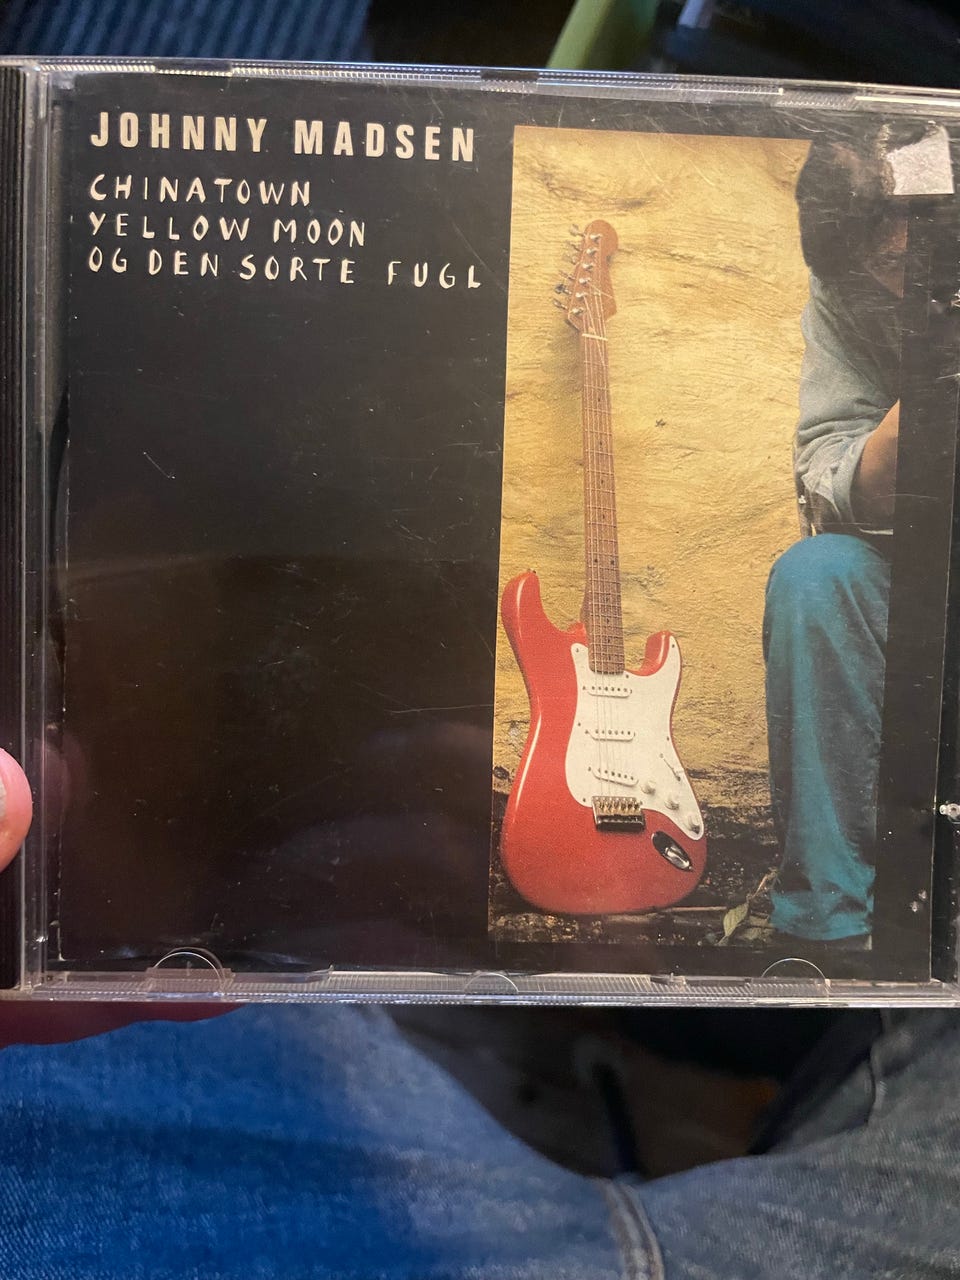 JOHNNY MADSEN
CHINATOWN
YELLOW MOON
OG DEN SORTE FUGL